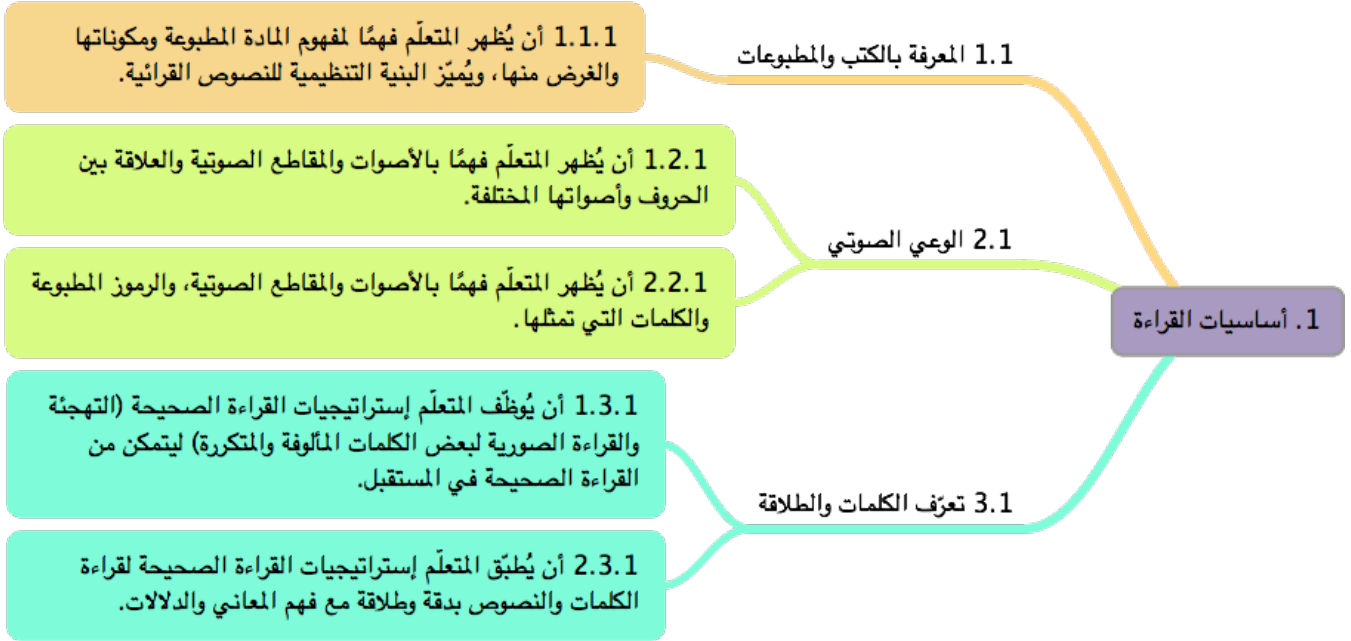 1. أساسيات القراءة
1.1 المعرفة بالكتب والمطبوعات
1.1.1 أن يُظهر المتعلّم فهمًا لمفهوم المادة المطبوعة ومكوناتها
والغرض منها، ويُميّز البنية التنظيمية للنصوص القرائية.
2.1 الوعي الصوتي
1.2.1 أن يُظهر المتعلّم فهمًا بالأصوات والمقاطع الصوتية والعلاقة بين
الحروف وأصواتها المختلفة.
2.2.1 أن يُظهر المتعلّم فهمًا بالأصوات والمقاطع الصوتية، والرموز المطبوعة
والكلمات التي تمثلها.
3.1 تعرّف الكلمات والطلاقة
1.3.1 أن يُوظّف المتعلّم إستراتيجيات القراءة الصحيحة (التهجئة
والقراءة الصورية لبعض الكلمات المألوفة والمتكررة) ليتمكن من
القراءة الصحيحة في المستقبل.
2.3.1 أن يُطبّق المتعلّم إستراتيجيات القراءة الصحيحة لقراءة
الكلمات والنصوص بدقة وطلاقة مع فهم المعاني والدلالات.